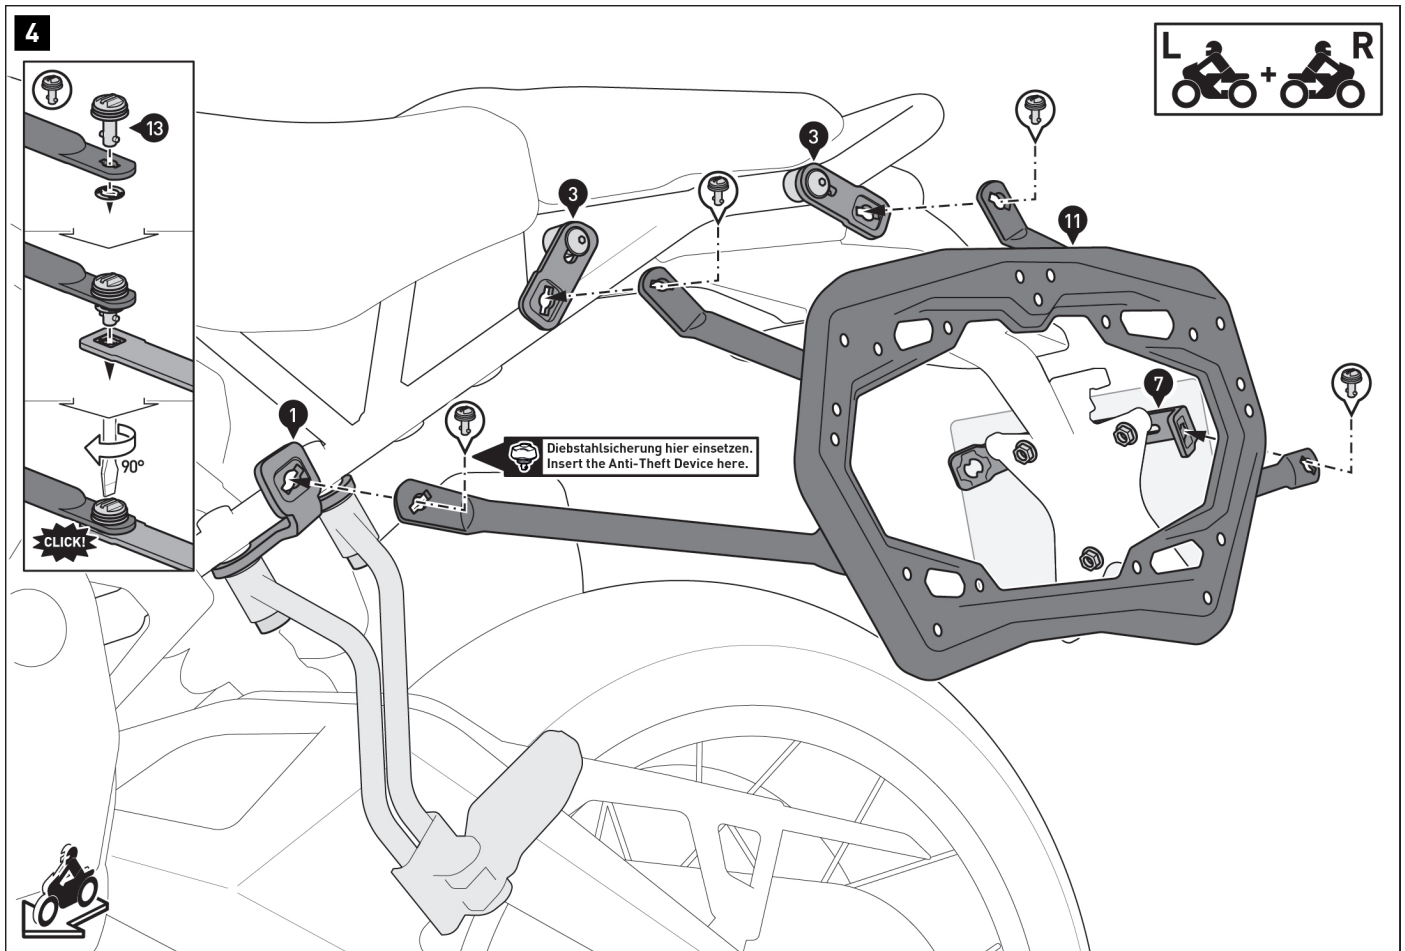 4
L + R
13
3
3
11
7
1
Diebstahlsicherung hier einsetzen.
Insert the Anti-Theft Device here.
90°
CLICK!